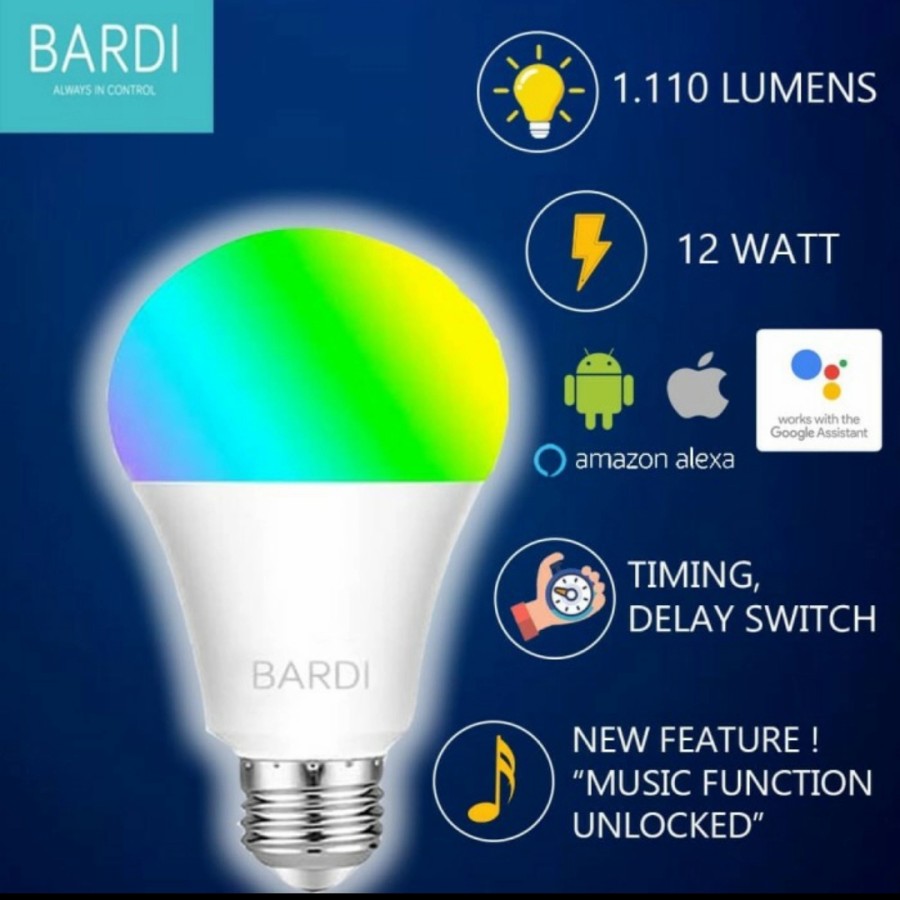 BARDI
ALWAYS IN CONTROL
1.110 LUMENS
12 WATT
works with the
Google Assistant
amazon alexa
TIMING,
DELAY SWITCH
BARDI
NEW FEATURE !
“MUSIC FUNCTION
UNLOCKED”